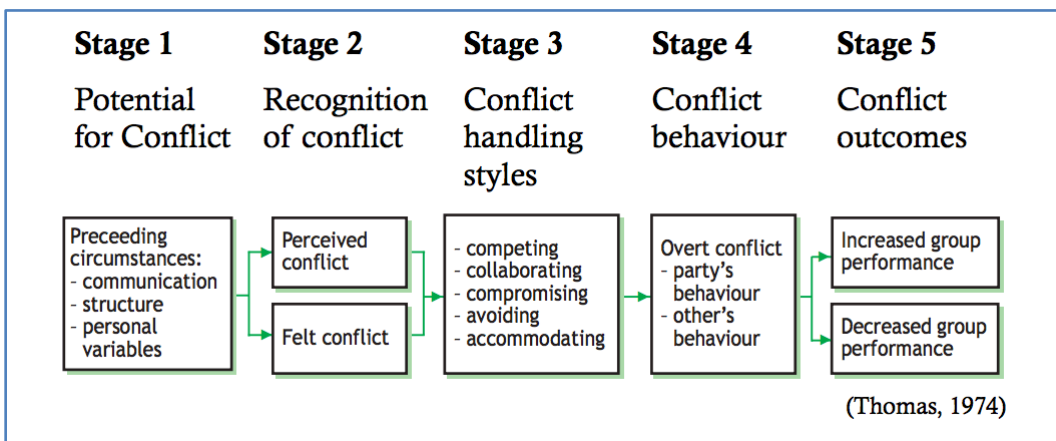 Stage 1
Potential
for Conflict
Stage 2
Recognition
of conflict
Stage 3
Conflict
handling
styles
Stage 4
Conflict
behaviour
Stage 5
Conflict
outcomes
Preceeding
circumstances:
- communication
- structure
- personal
variables
Perceived
conflict
Felt conflict
- competing
- collaborating
- compromising
- avoiding
- accommodating
Overt conflict
- party's
behaviour
- other's
behaviour
Increased group
performance
Decreased group
performance
(Thomas, 1974)